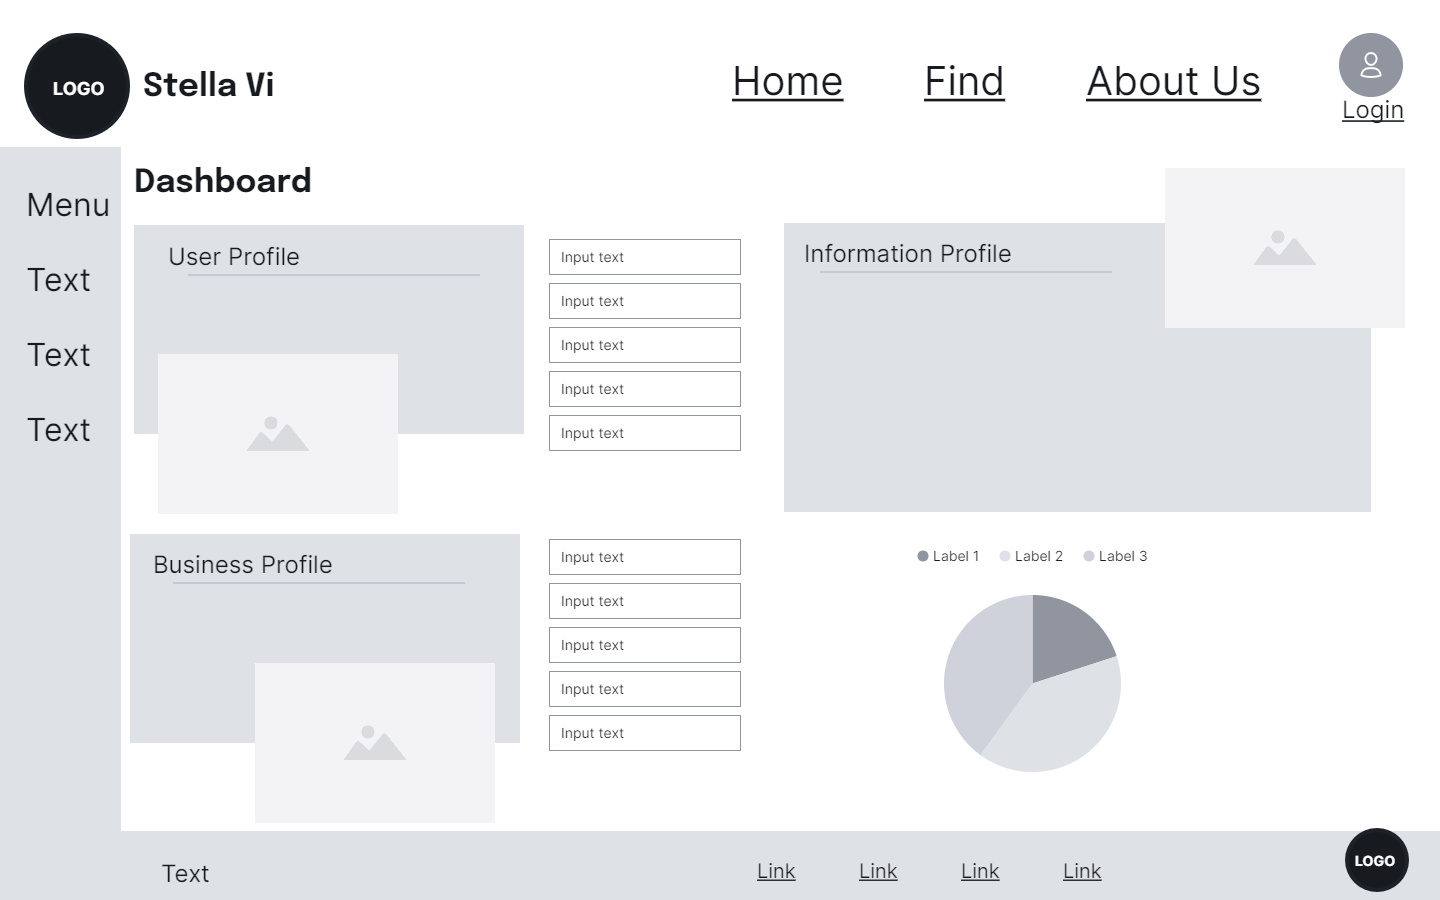 LOGO
Stella Vi
Home
Find
About Us
Login
Menu
Text
Text
Text
Dashboard
User Profile
Input text
Input text
Input text
Input text
Input text
Information Profile
Business Profile
Input text
Input text
Input text
Input text
Input text
Label 1
Label 2
Label 3
Text
Link
Link
Link
Link
LOGO